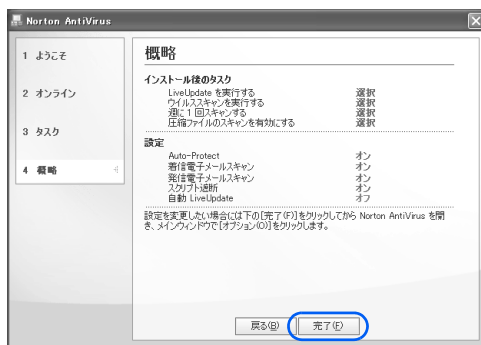 Norton AntiVirus
1 ようこそ
2 オンライン
3 タスク
4 概略
概略
インストール後のタスク
LiveUpdate を実行する 選択
ウイルススキャンを実行する 選択
週に 1 回スキャンする 選択
圧縮ファイルのスキャンを有効にする 選択
設定
Auto-Protect オン
着信電子メールスキャン オン
発信電子メールスキャン オン
スクリプト遮断 オン
自動 LiveUpdate オフ
設定を変更したい場合には下の[完了(F)]をクリックしてから Norton AntiVirus を開
き、メインウィンドウで[オプション(O)]をクリックします。
戻る(B) 完了(F)